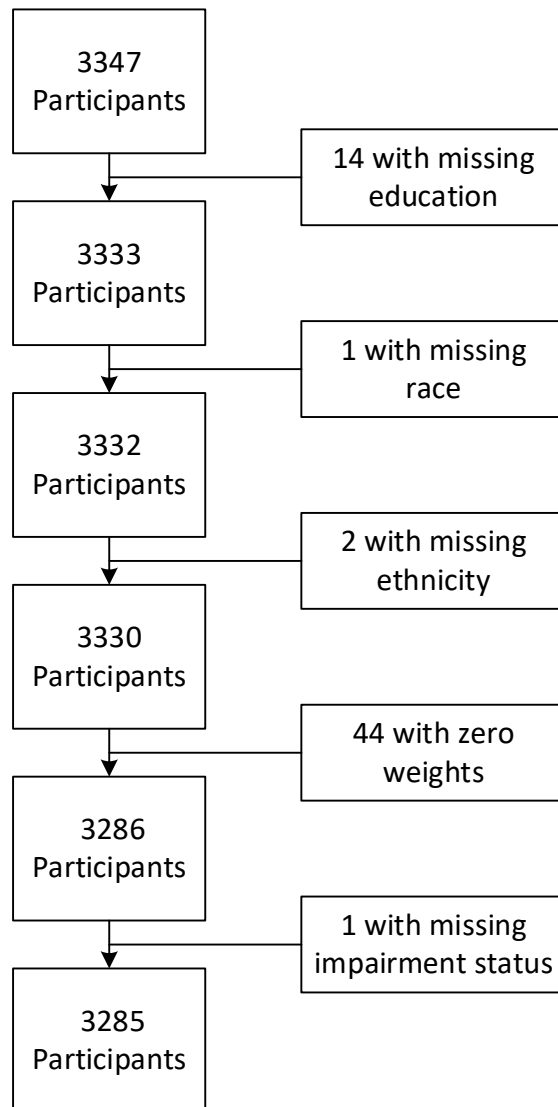 3347
Participants
14 with missing
education
3333
Participants
1 with missing
race
3332
Participants
2 with missing
ethnicity
3330
Participants
44 with zero
weights
3286
Participants
1 with missing
impairment status
3285
Participants